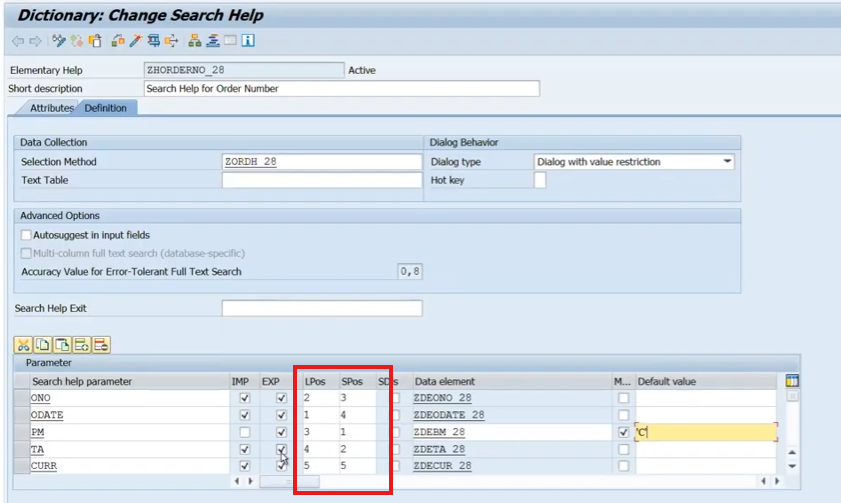 Dictionary: Change Search Help
Elementary Help ZHORDERNO_28 Active
Short description Search Help for Order Number
Attributes Definition
Data Collection Dialog Behavior
Selection Method ZORDH_28 Dialog type Dialog with value restriction
Text Table Hot key
Advanced Options
Autosuggest in input fields
Multi-column full text search (database-specific)
Accuracy Value for Error-Tolerant Full Text Search 0,8
Search Help Exit
Parameter
Search help parameter IMP EXP LPos SPos SDis Data element M... Default value
ONO 2 3 ZDEONO_28
ODATE 1 4 ZDEODATE_28
PM 3 1 ZDEBM_28 'C'
TA 4 2 ZDETA_28
CURR 5 5 ZDECUR_28